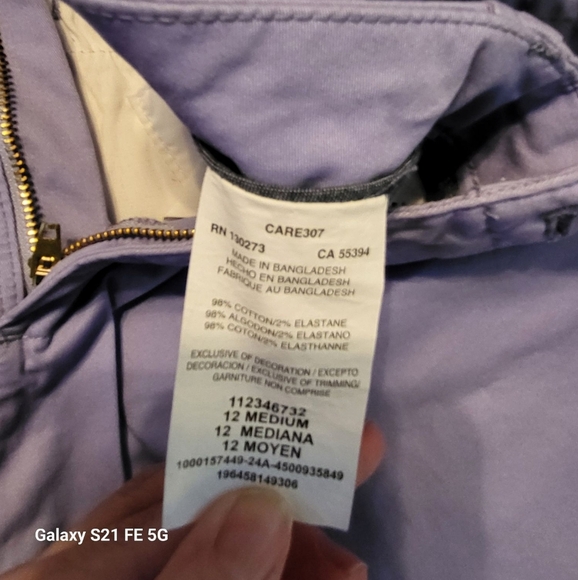 CARE307
RN 130273 CA 55394
MADE IN BANGLADESH
HECHO EN BANGLADESH
FABRIQUE AU BANGLADESH
98% COTTON/2% ELASTANE
98% ALGODON/2% ELASTANO
98% COTON/2% ELASTHANNE
EXCLUSIVE OF DECORATION / EXCEPTO
DECORACION / EXCLUSIVE OF TRIMMING/
GARNITURE NON COMPRISE
112346732
12 MEDIUM
12 MEDIANA
12 MOYEN
1000157449-24A-4500935849
196458149306
Galaxy S21 FE 5G